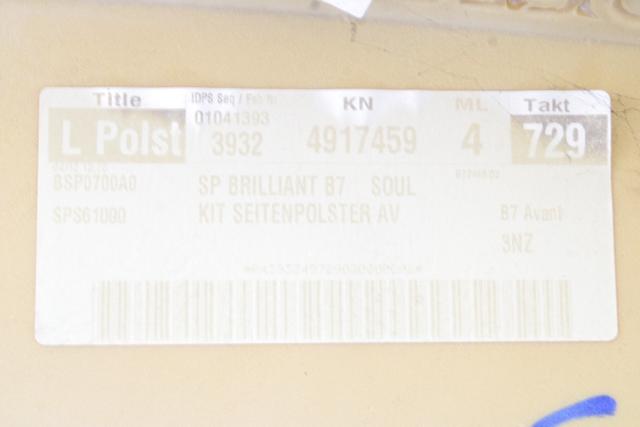 Title IDPS Seq / Fab Nr KN ML Takt
L Polst 01041393 3932 4917459 4 729
BSP0700A0 SP BRILLIANT B7 SOUL
SPS61000 KIT SEITENPOLSTER AV B7 Avant
3NZ